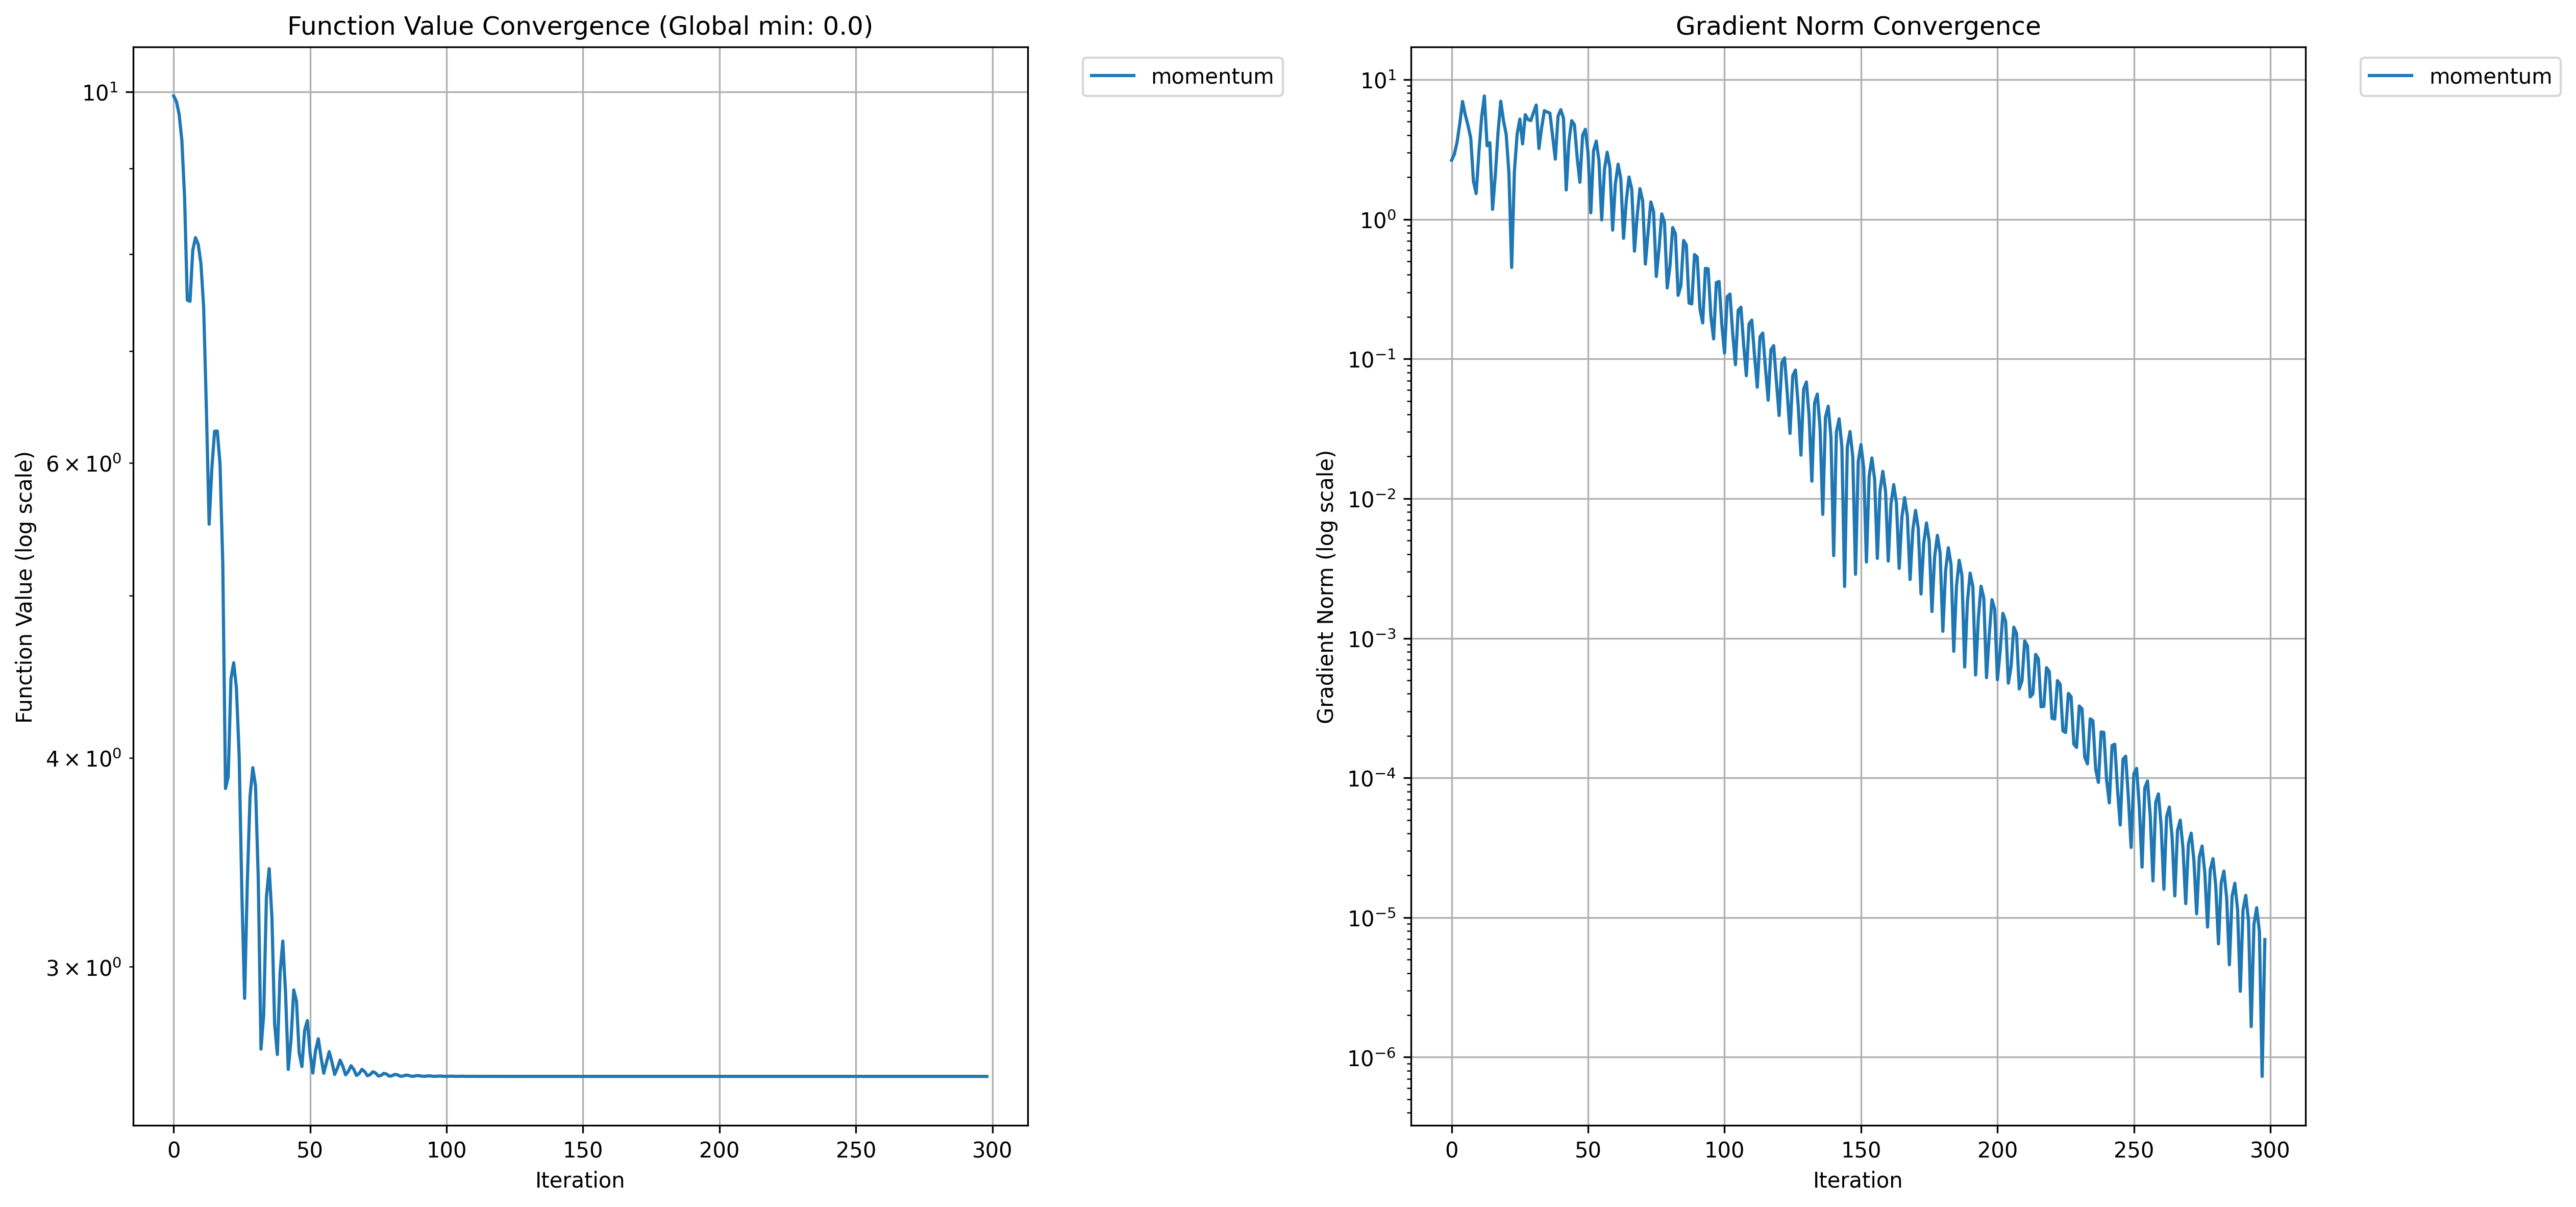 Function Value Convergence (Global min: 0.0)
momentum
10¹
6 × 10⁰
4 × 10⁰
3 × 10⁰
Function Value (log scale)
0 50 100 150 200 250 300
Iteration
Gradient Norm Convergence
momentum
10¹
10⁰
10⁻¹
10⁻²
10⁻³
10⁻⁴
10⁻⁵
10⁻⁶
Gradient Norm (log scale)
0 50 100 150 200 250 300
Iteration